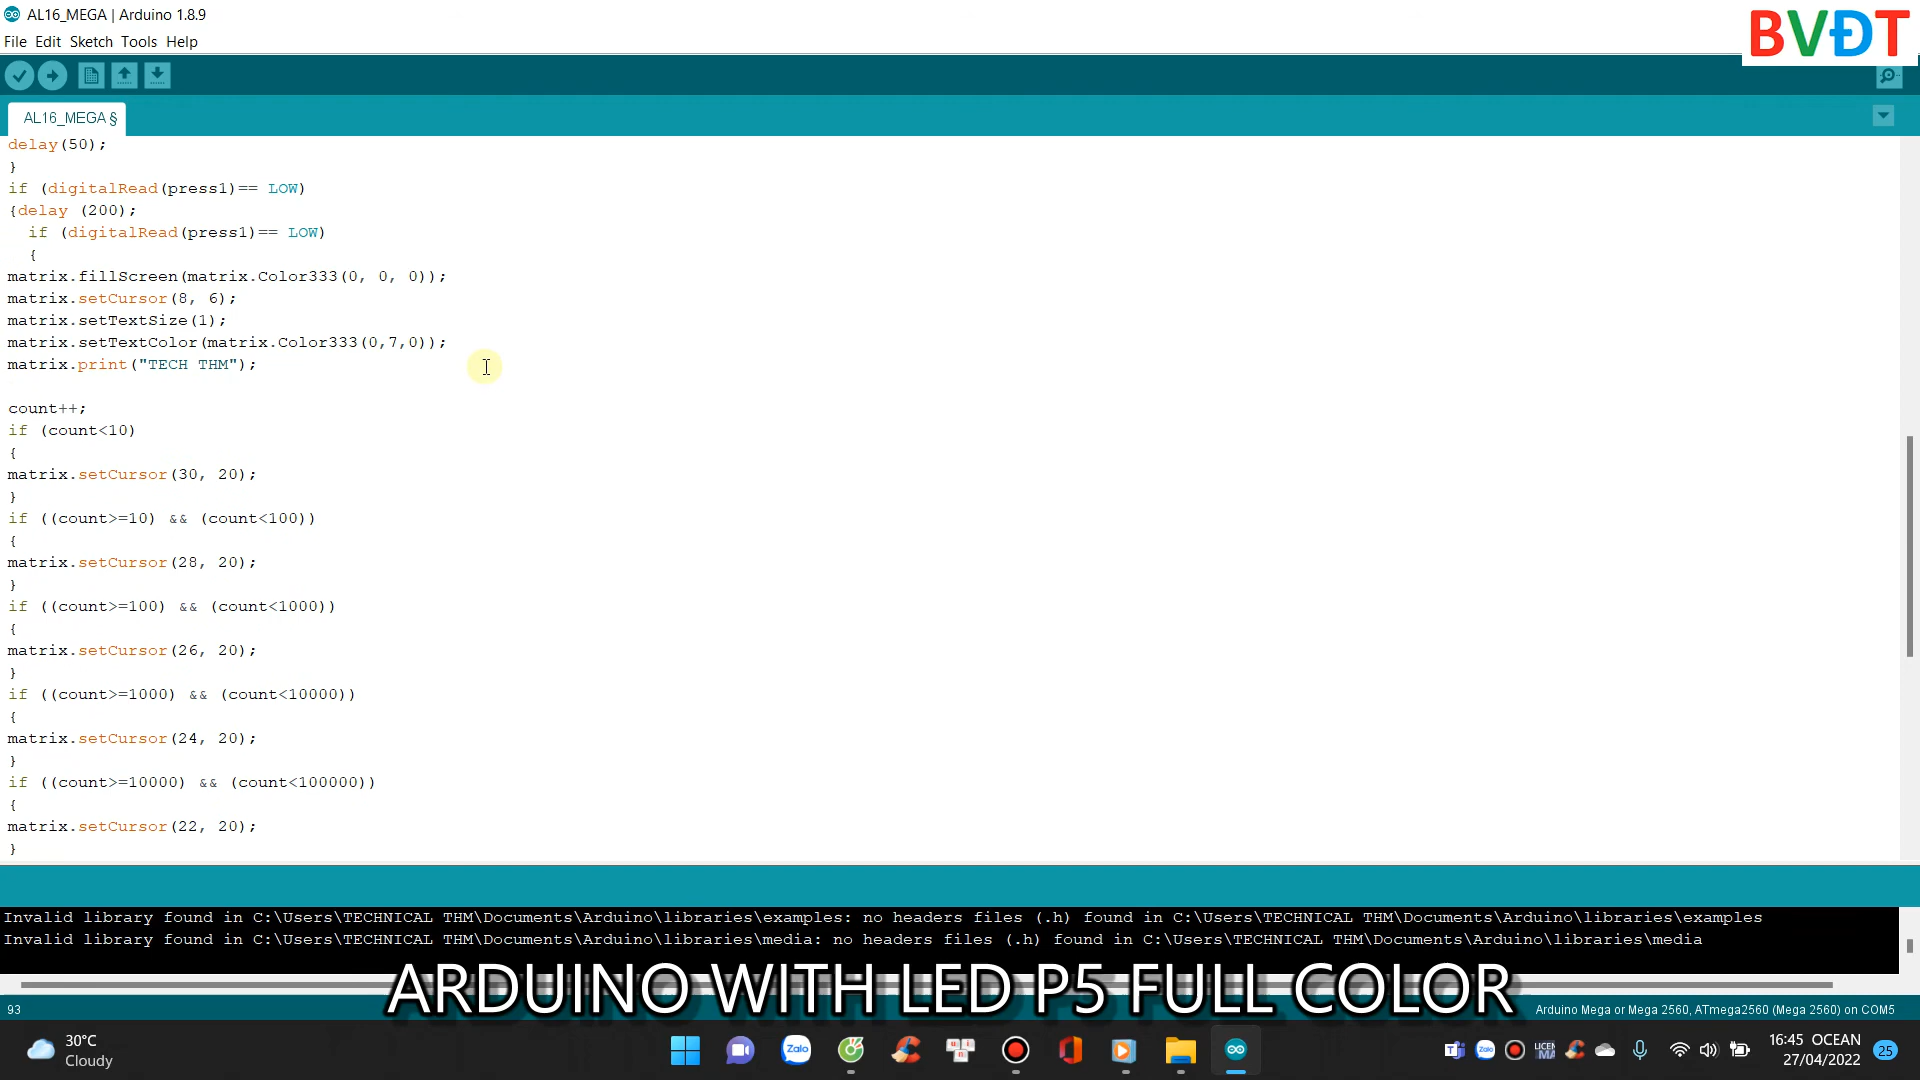 AL16_MEGA | Arduino 1.8.9
BVĐT
File Edit Sketch Tools Help
AL16_MEGA §
delay(50);
}
if (digitalRead(press1)== LOW)
{delay (200);
if (digitalRead(press1)== LOW)
{
matrix.fillScreen(matrix.Color333(0, 0, 0));
matrix.setCursor(8, 6);
matrix.setTextSize(1);
matrix.setTextColor(matrix.Color333(0,7,0));
matrix.print("TECH THM");
count++;
if (count<10)
{
matrix.setCursor(30, 20);
}
if ((count>=10) && (count<100))
{
matrix.setCursor(28, 20);
}
if ((count>=100) && (count<1000))
{
matrix.setCursor(26, 20);
}
if ((count>=1000) && (count<10000))
{
matrix.setCursor(24, 20);
}
if ((count>=10000) && (count<100000))
{
matrix.setCursor(22, 20);
}
Invalid library found in C:\Users\TECHNICAL THM\Documents\Arduino\libraries\examples: no headers files (.h) found in C:\Users\TECHNICAL THM\Documents\Arduino\libraries\examples
Invalid library found in C:\Users\TECHNICAL THM\Documents\Arduino\libraries\media: no headers files (.h) found in C:\Users\TECHNICAL THM\Documents\Arduino\libraries\media
ARDUINO WITH LED P5 FULL COLOR
93
Arduino Mega or Mega 2560, ATmega2560 (Mega 2560) on COM5
30°C
Cloudy
Zalo
16:45 OCEAN
27/04/2022
25